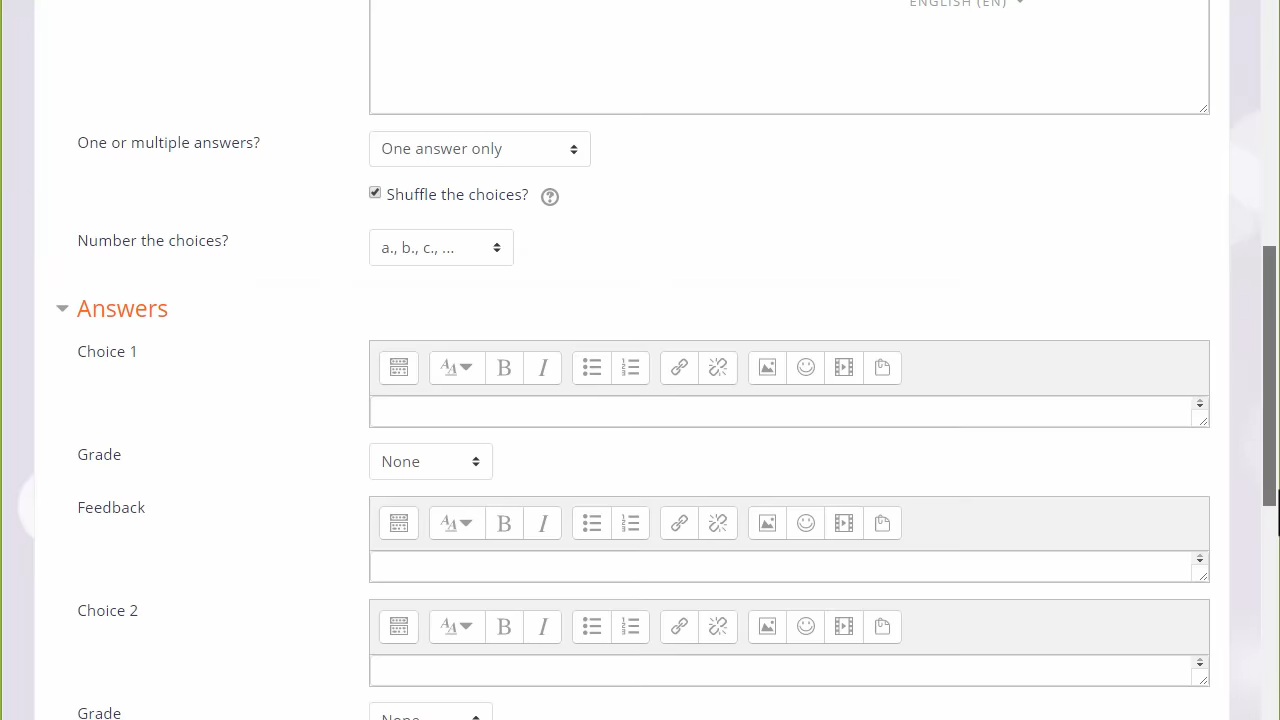 ENGLISH (EN)
One or multiple answers?
One answer only
Shuffle the choices?
Number the choices?
a., b., c., ...
Answers
Choice 1
Grade
None
Feedback
Choice 2
Grade
None